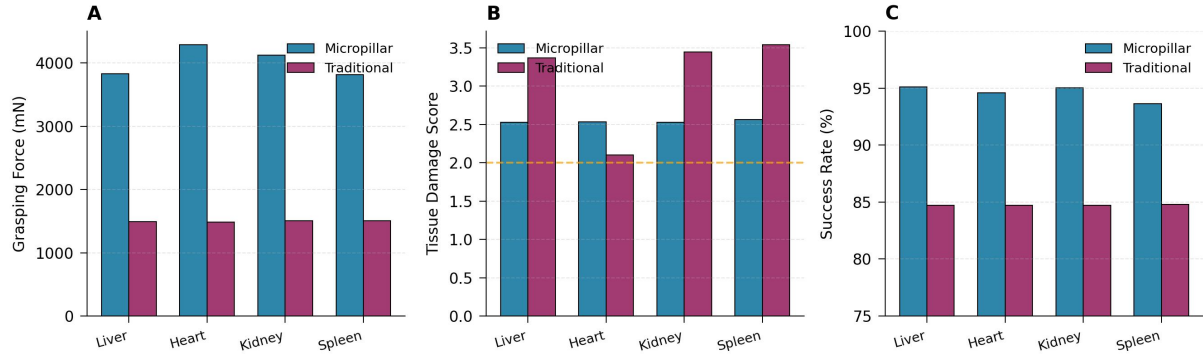 A
Grasping Force (mN)
4000
3000
2000
1000
0
Micropillar
Traditional
Liver
Heart
Kidney
Spleen
B
Tissue Damage Score
3.5
3.0
2.5
2.0
1.5
1.0
0.5
0.0
Micropillar
Traditional
Liver
Heart
Kidney
Spleen
C
Success Rate (%)
100
95
90
85
80
75
Micropillar
Traditional
Liver
Heart
Kidney
Spleen